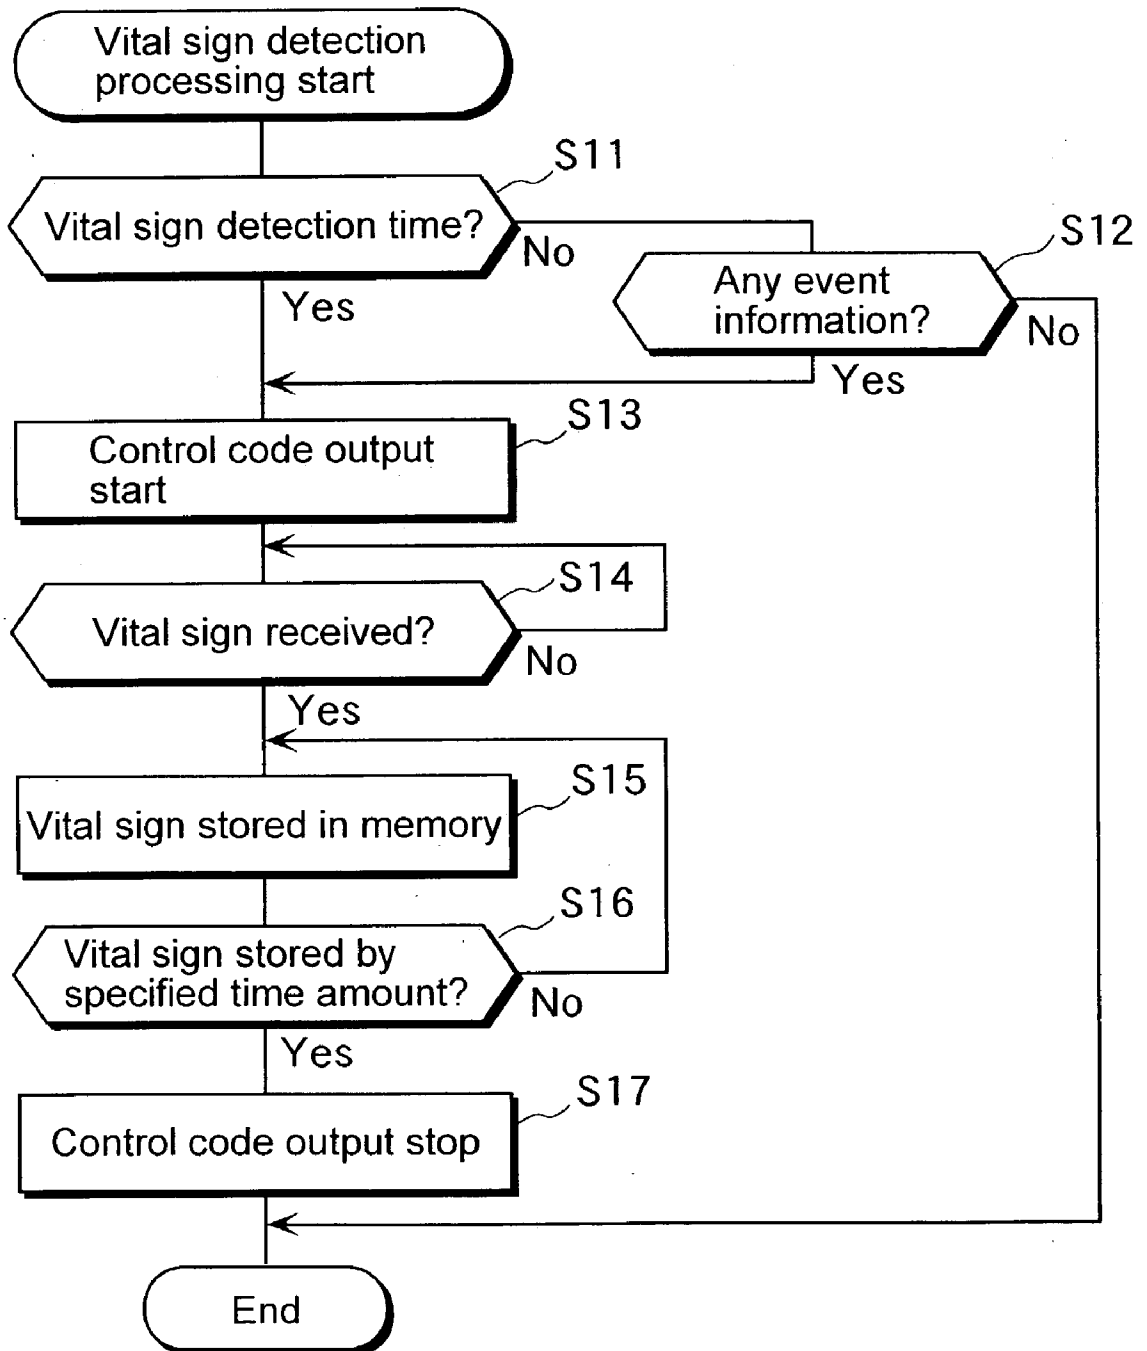 Vital sign detection
processing start
S11
Vital sign detection time?
No
S12
Yes
Any event
information?
No
Yes
S13
Control code output
start
S14
Vital sign received?
No
Yes
S15
Vital sign stored in memory
S16
Vital sign stored by
specified time amount?
No
Yes
S17
Control code output stop
End